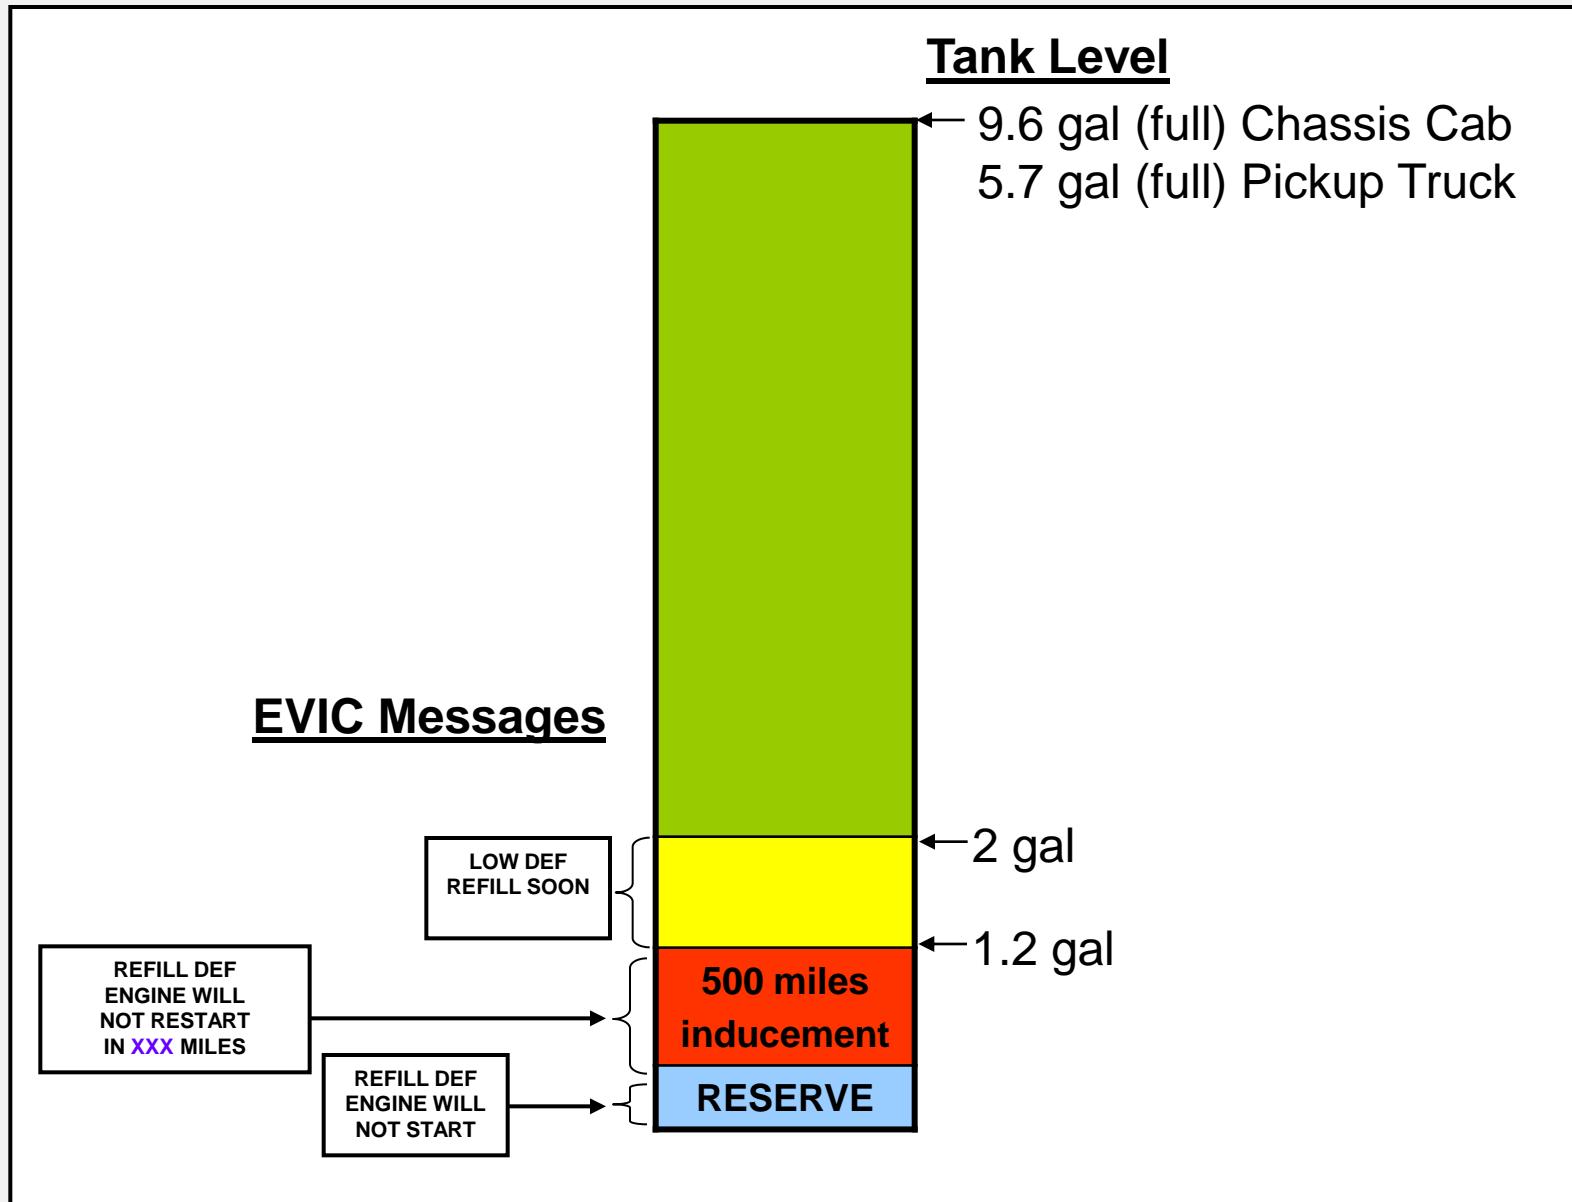 Tank Level
9.6 gal (full) Chassis Cab
5.7 gal (full) Pickup Truck
EVIC Messages
2 gal
LOW DEF
REFILL SOON
1.2 gal
REFILL DEF
ENGINE WILL
NOT RESTART
IN XXX MILES
500 miles
inducement
REFILL DEF
ENGINE WILL
NOT START
RESERVE